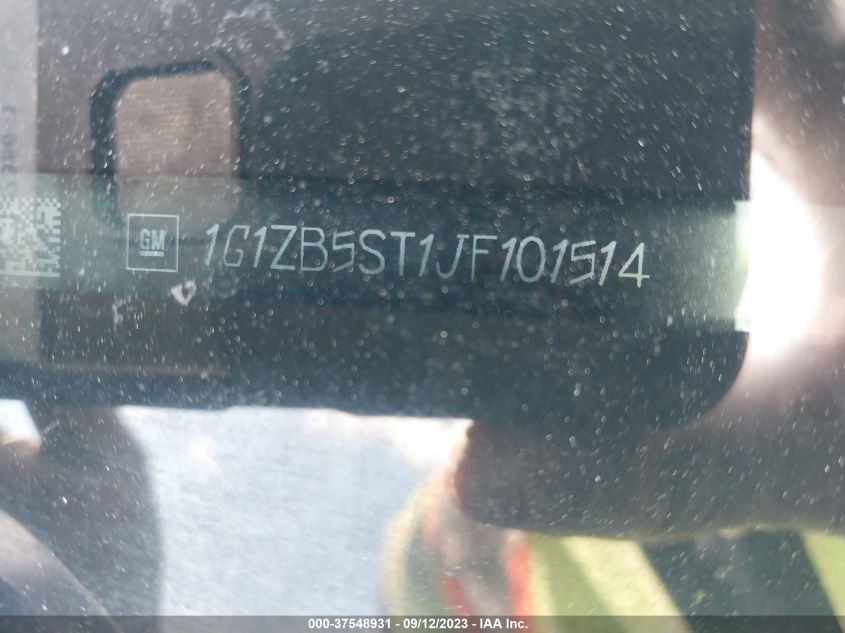 GM 1G1ZB5ST1JF101514
000-37548931 - 09/12/2023 - IAA Inc.